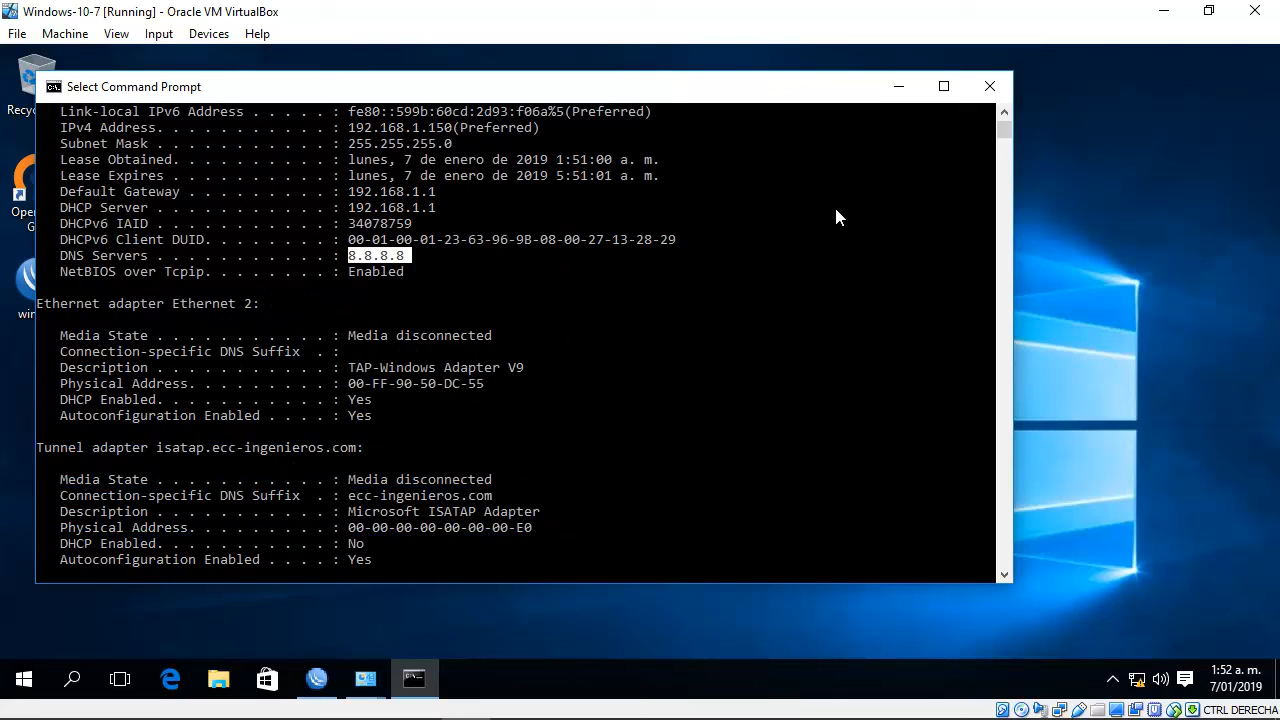 Windows-10-7 [Running] - Oracle VM VirtualBox
File Machine View Input Devices Help
Select Command Prompt
Link-local IPv6 Address . . . . . : fe80::599b:60cd:2d93:f06a%5(Preferred)
IPv4 Address. . . . . . . . . . . : 192.168.1.150(Preferred)
Subnet Mask . . . . . . . . . . . : 255.255.255.0
Lease Obtained. . . . . . . . . . : lunes, 7 de enero de 2019 1:51:00 a. m.
Lease Expires . . . . . . . . . . : lunes, 7 de enero de 2019 5:51:01 a. m.
Default Gateway . . . . . . . . . : 192.168.1.1
DHCP Server . . . . . . . . . . . : 192.168.1.1
DHCPv6 IAID . . . . . . . . . . . : 34078759
DHCPv6 Client DUID. . . . . . . . : 00-01-00-01-23-63-96-9B-08-00-27-13-28-29
DNS Servers . . . . . . . . . . . : 8.8.8.8
NetBIOS over Tcpip. . . . . . . . : Enabled
Ethernet adapter Ethernet 2:
Media State . . . . . . . . . . . : Media disconnected
Connection-specific DNS Suffix  . :
Description . . . . . . . . . . . : TAP-Windows Adapter V9
Physical Address. . . . . . . . . : 00-FF-90-50-DC-55
DHCP Enabled. . . . . . . . . . . : Yes
Autoconfiguration Enabled . . . . : Yes
Tunnel adapter isatap.ecc-ingenieros.com:
Media State . . . . . . . . . . . : Media disconnected
Connection-specific DNS Suffix  . : ecc-ingenieros.com
Description . . . . . . . . . . . : Microsoft ISATAP Adapter
Physical Address. . . . . . . . . : 00-00-00-00-00-00-00-E0
DHCP Enabled. . . . . . . . . . . : No
Autoconfiguration Enabled . . . . : Yes
Recy
Ope
G
win
1:52 a. m.
7/01/2019
CTRL DERECHA